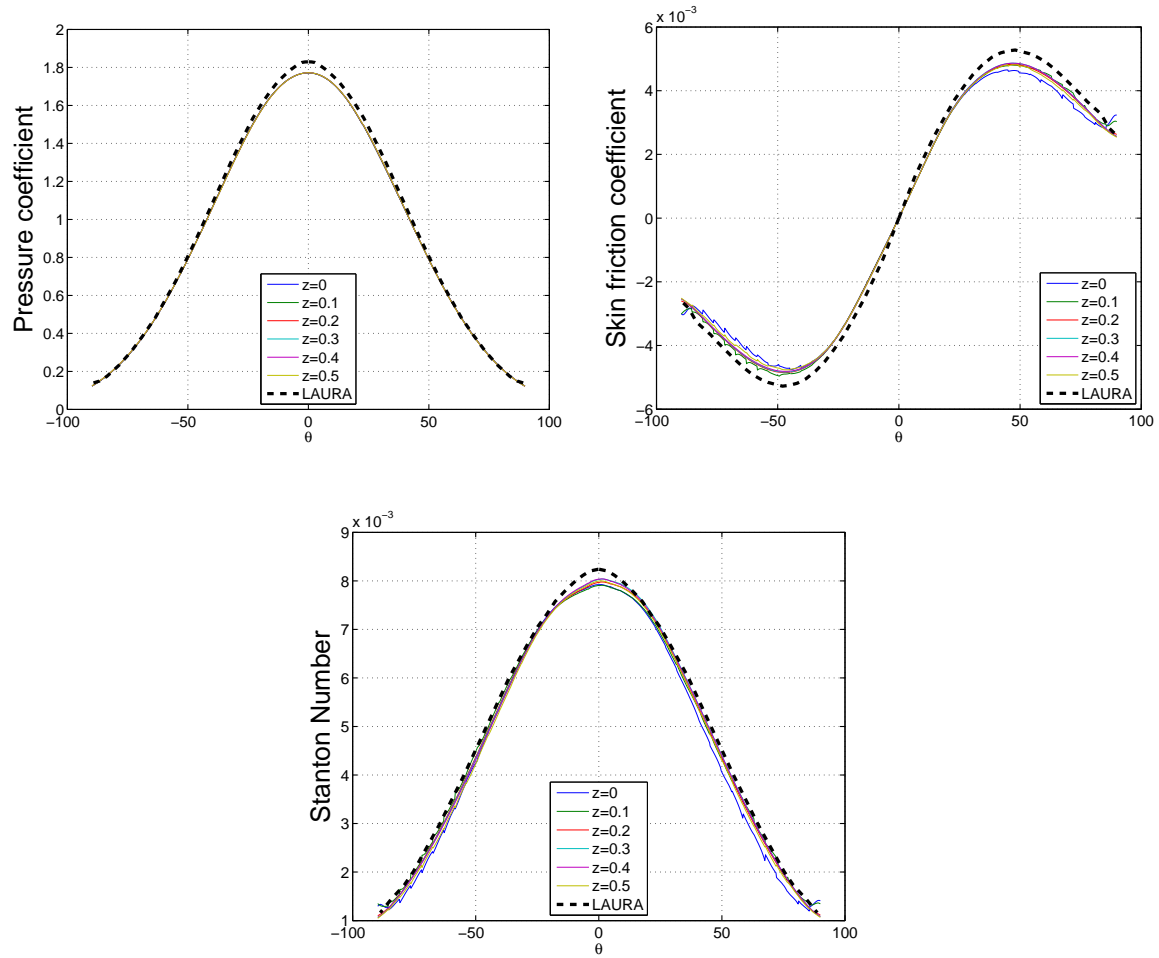 Pressure coefficient
2
1.8
1.6
1.4
1.2
1
0.8
0.6
0.4
0.2
0
−100
−50
0
50
100
θ
z=0
z=0.1
z=0.2
z=0.3
z=0.4
z=0.5
LAURA
Skin friction coefficient
x 10−3
6
4
2
0
−2
−4
−6
−100
−50
0
50
100
θ
z=0
z=0.1
z=0.2
z=0.3
z=0.4
z=0.5
LAURA
Stanton Number
x 10−3
9
8
7
6
5
4
3
2
1
−100
−50
0
50
100
θ
z=0
z=0.1
z=0.2
z=0.3
z=0.4
z=0.5
LAURA